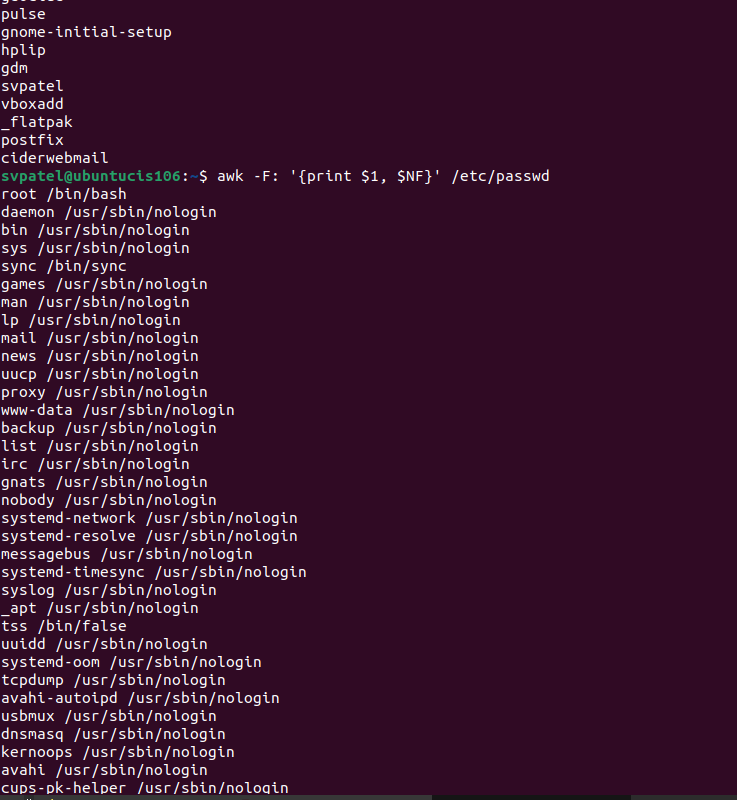 pulse
gnome-initial-setup
hplip
gdm
svpatel
vboxadd
_flatpak
postfix
ciderwebmail
svpatel@ubuntucis106:~$ awk -F: '{print $1, $NF}' /etc/passwd
root /bin/bash
daemon /usr/sbin/nologin
bin /usr/sbin/nologin
sys /usr/sbin/nologin
sync /bin/sync
games /usr/sbin/nologin
man /usr/sbin/nologin
lp /usr/sbin/nologin
mail /usr/sbin/nologin
news /usr/sbin/nologin
uucp /usr/sbin/nologin
proxy /usr/sbin/nologin
www-data /usr/sbin/nologin
backup /usr/sbin/nologin
list /usr/sbin/nologin
irc /usr/sbin/nologin
gnats /usr/sbin/nologin
nobody /usr/sbin/nologin
systemd-network /usr/sbin/nologin
systemd-resolve /usr/sbin/nologin
messagebus /usr/sbin/nologin
systemd-timesync /usr/sbin/nologin
syslog /usr/sbin/nologin
_apt /usr/sbin/nologin
tss /bin/false
uuidd /usr/sbin/nologin
systemd-oom /usr/sbin/nologin
tcpdump /usr/sbin/nologin
avahi-autoipd /usr/sbin/nologin
usbmux /usr/sbin/nologin
dnsmasq /usr/sbin/nologin
kernoops /usr/sbin/nologin
avahi /usr/sbin/nologin
cups-pk-helper /usr/sbin/nologin